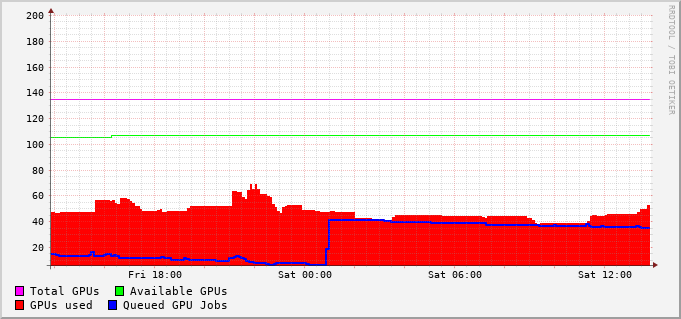 200
180
160
140
120
100
80
60
40
20
Fri 18:00 Sat 00:00 Sat 06:00 Sat 12:00
Total GPUs Available GPUs
GPUs used Queued GPU Jobs
RRDTOOL / TOBI OETIKER